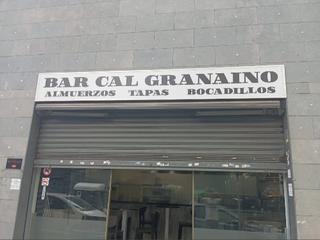 BAR CAL GRANAINO
ALMUERZOS TAPAS BOCADILLOS